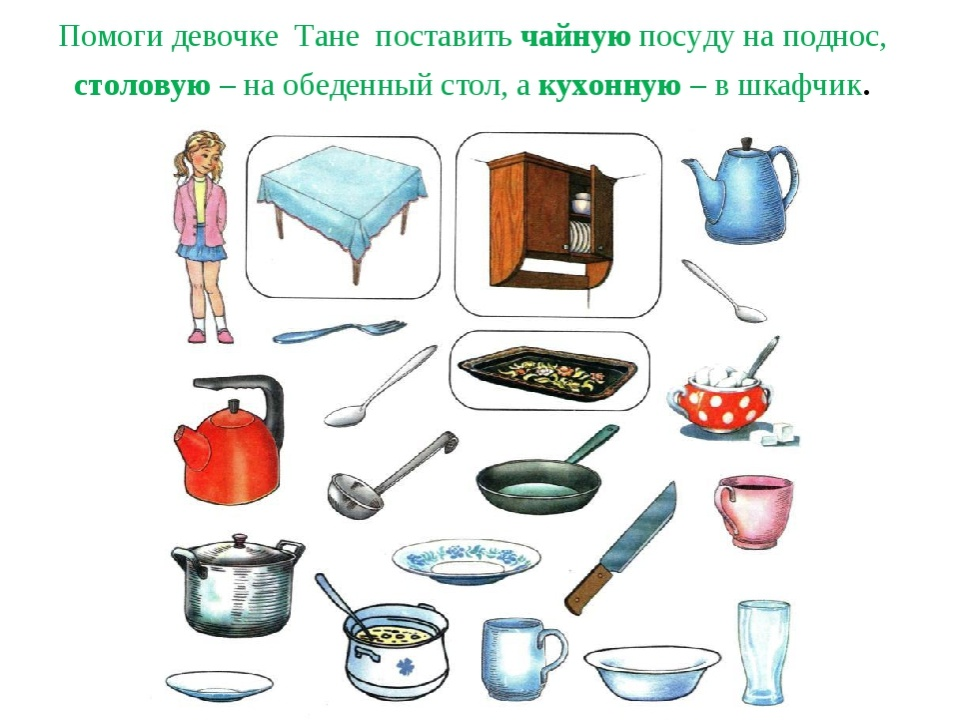 Помоги девочке Тане поставить чайную посуду на поднос,
столовую – на обеденный стол, а кухонную – в шкафчик.